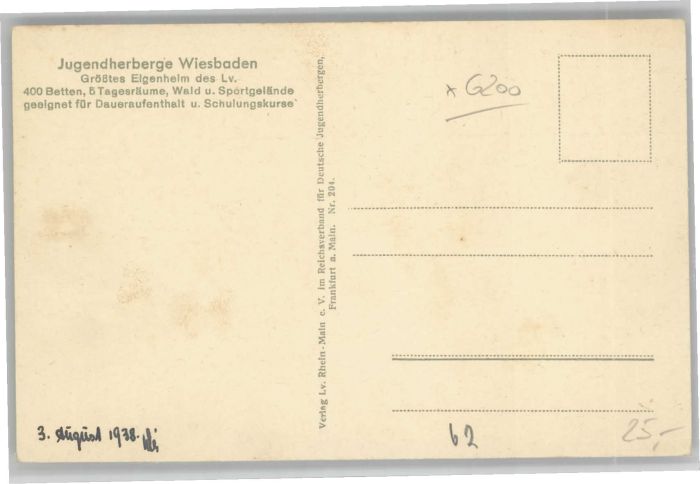 Jugendherberge Wiesbaden
Größtes Eigenheim des Lv.
400 Betten, 5 Tagesräume, Wald u. Sportgelände
geeignet für Daueraufenthalt u. Schulungskurse
Verlag Lv. Rhein-Main e. V. im Reichsverband für Deutsche Jugendherbergen,
Frankfurt a. Main. Nr. 204.
x 6200
3. August 1938.
62
25,-